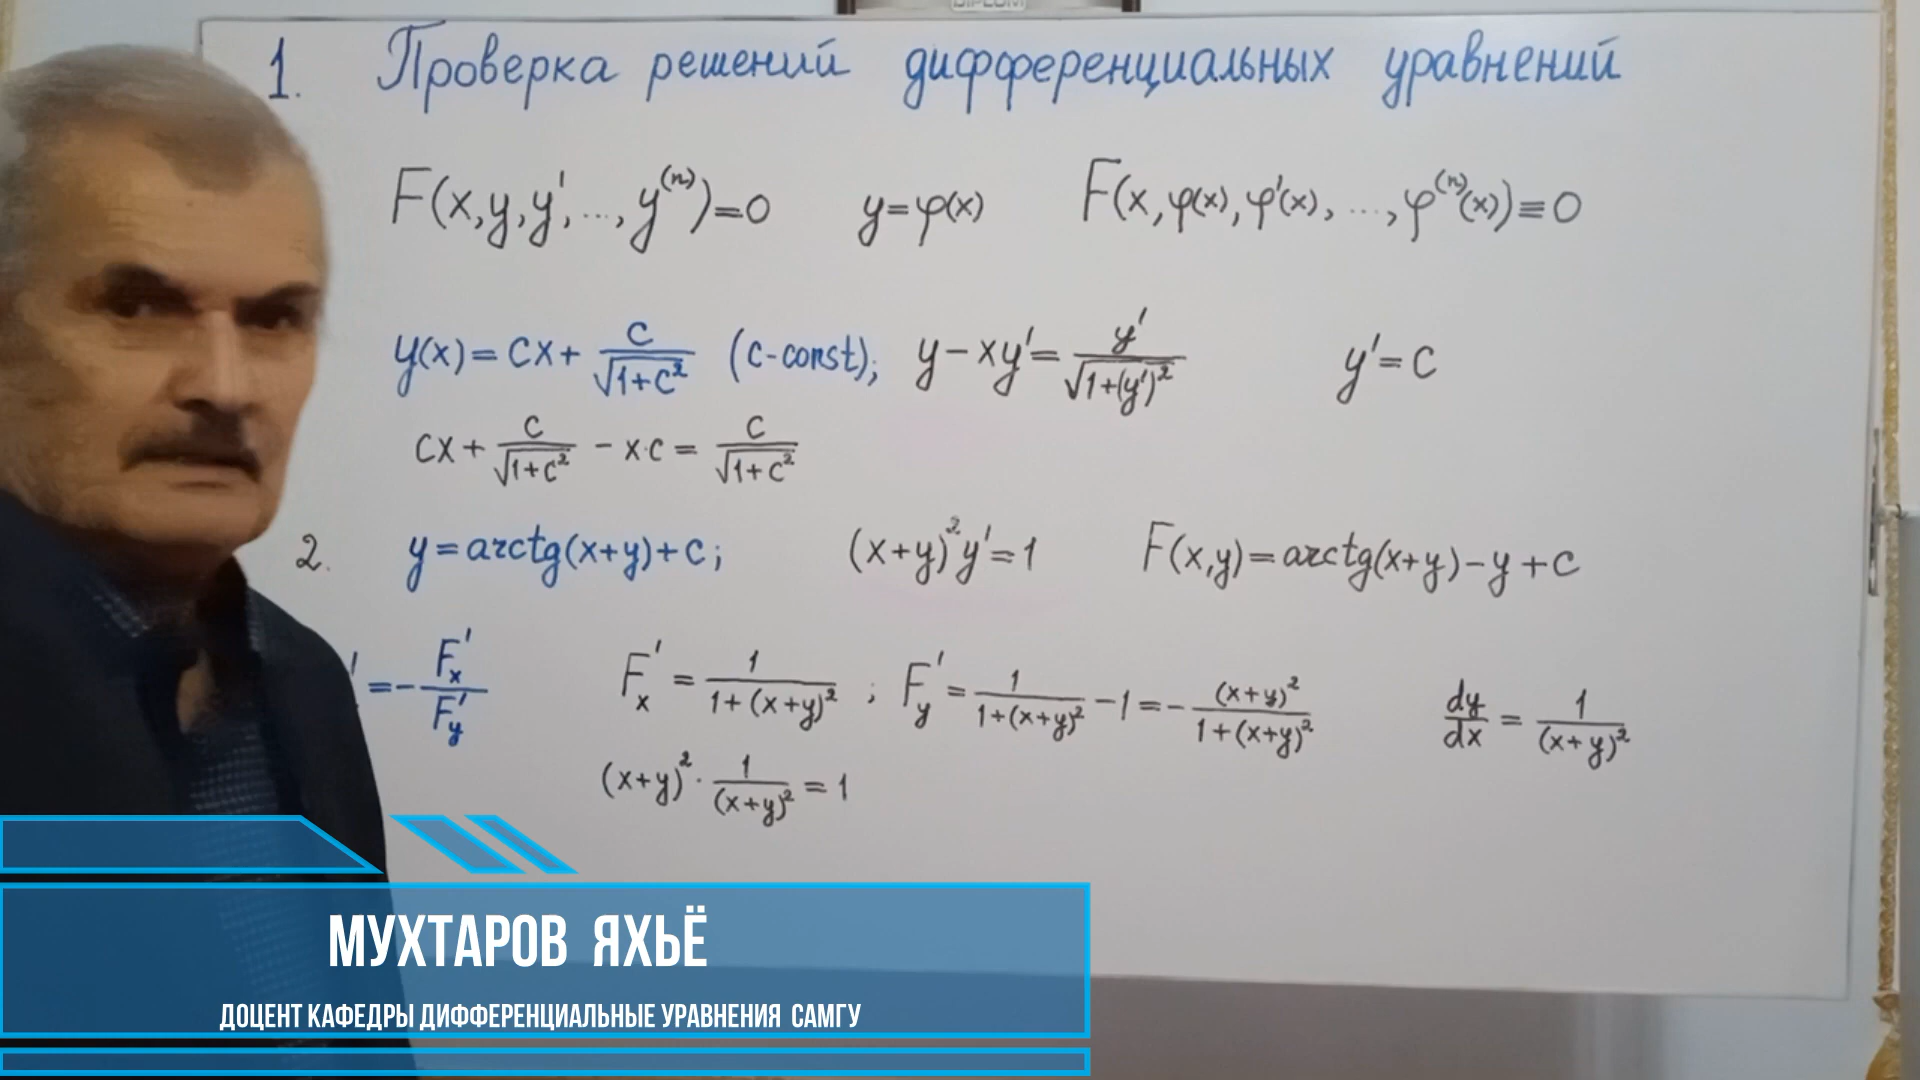 DIPLOM
1. Проверка решений дифференциальных уравнений
F(x,y,y',...,y⁽ⁿ⁾)=0 y=φ(x) F(x,φ(x),φ'(x), ...,φ⁽ⁿ⁾(x))≡0
y(x)=cx+c/√(1+c²) (c-const); y-xy'=y'/√(1+(y')²) y'=c
cx+c/√(1+c²) - x·c = c/√(1+c²)
2. y=arctg(x+y)+c; (x+y)²y'=1 F(x,y)=arctg(x+y)-y+c
'=-F'ₓ/F'ᵧ F'ₓ=1/(1+(x+y)²) ; F'ᵧ=1/(1+(x+y)²)-1=-(x+y)²/(1+(x+y)²) dy/dx=1/(x+y)²
(x+y)²·1/(x+y)²=1
МУХТАРОВ ЯХЬЁ
ДОЦЕНТ КАФЕДРЫ ДИФФЕРЕНЦИАЛЬНЫЕ УРАВНЕНИЯ САМГУ